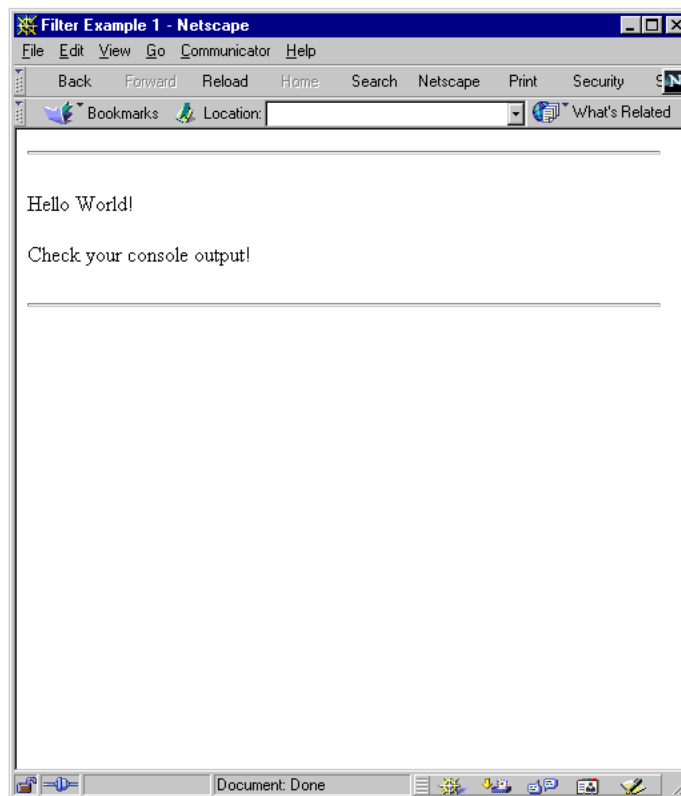 Filter Example 1 - Netscape
File Edit View Go Communicator Help
Back Forward Reload Home Search Netscape Print Security S N
Bookmarks Location: What's Related
Hello World!
Check your console output!
Document: Done